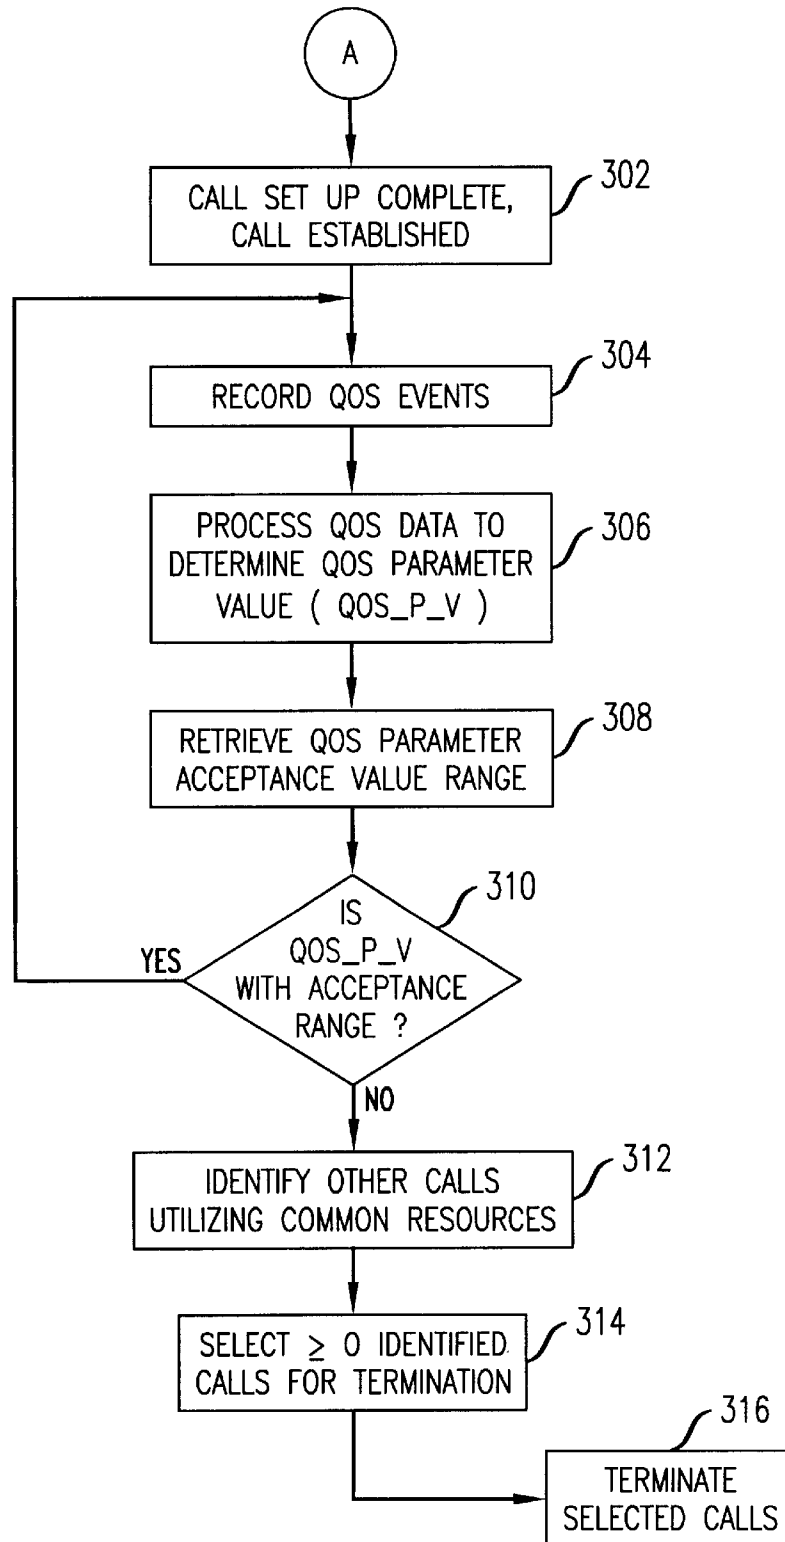 A
CALL SET UP COMPLETE,
CALL ESTABLISHED
302
RECORD QOS EVENTS
304
PROCESS QOS DATA TO
DETERMINE QOS PARAMETER
VALUE ( QOS_P_V )
306
RETRIEVE QOS PARAMETER
ACCEPTANCE VALUE RANGE
308
IS
QOS_P_V
WITH ACCEPTANCE
RANGE ?
310
YES
NO
IDENTIFY OTHER CALLS
UTILIZING COMMON RESOURCES
312
SELECT ≥ 0 IDENTIFIED
CALLS FOR TERMINATION
314
TERMINATE
SELECTED CALLS
316